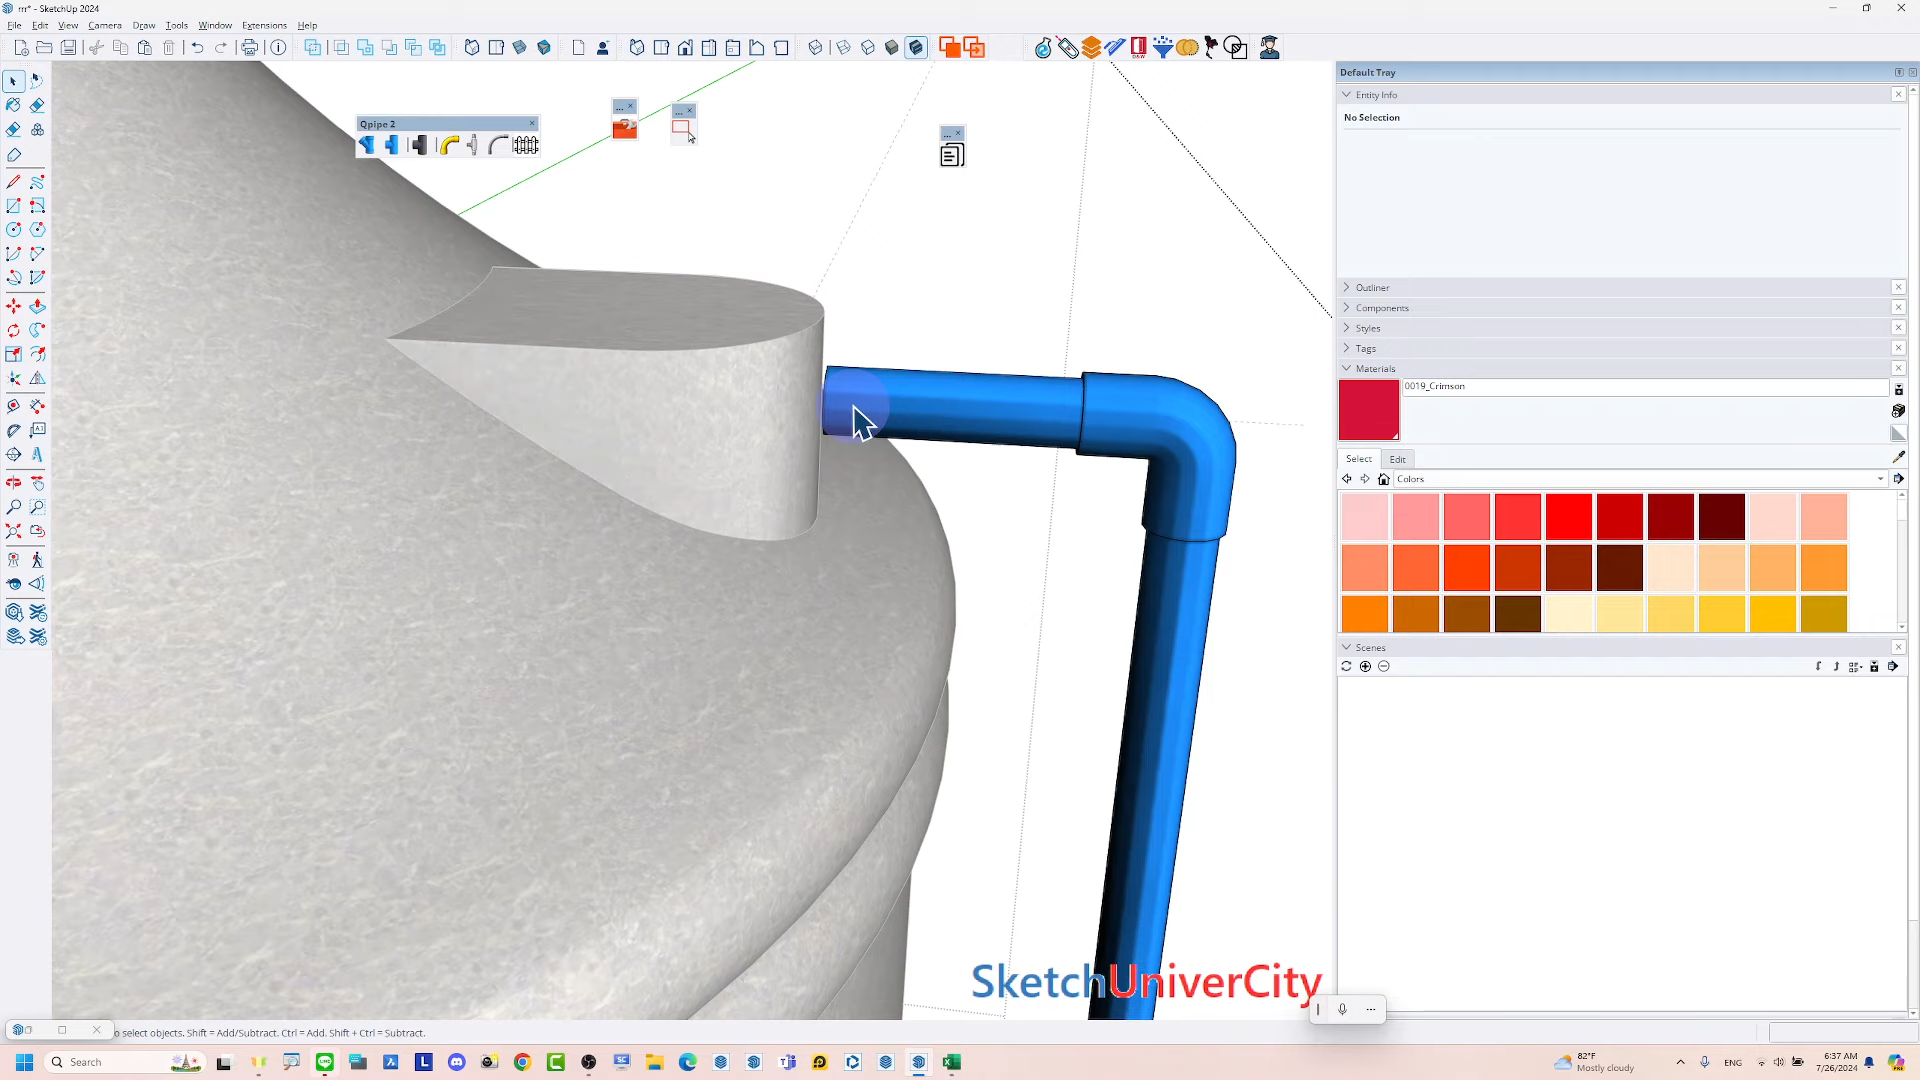 rrr* - SketchUp 2024
File Edit View Camera Draw Tools Window Extensions Help
Default Tray
Entity Info
No Selection
Qpipe 2
...
...
...
Outliner
Components
Styles
Tags
Materials
0019_Crimson
Select Edit
Colors
Scenes
SketchUniverCity
o select objects. Shift = Add/Subtract. Ctrl = Add. Shift + Ctrl = Subtract.
Search
82°F
Mostly cloudy
ENG
6:37 AM
7/26/2024